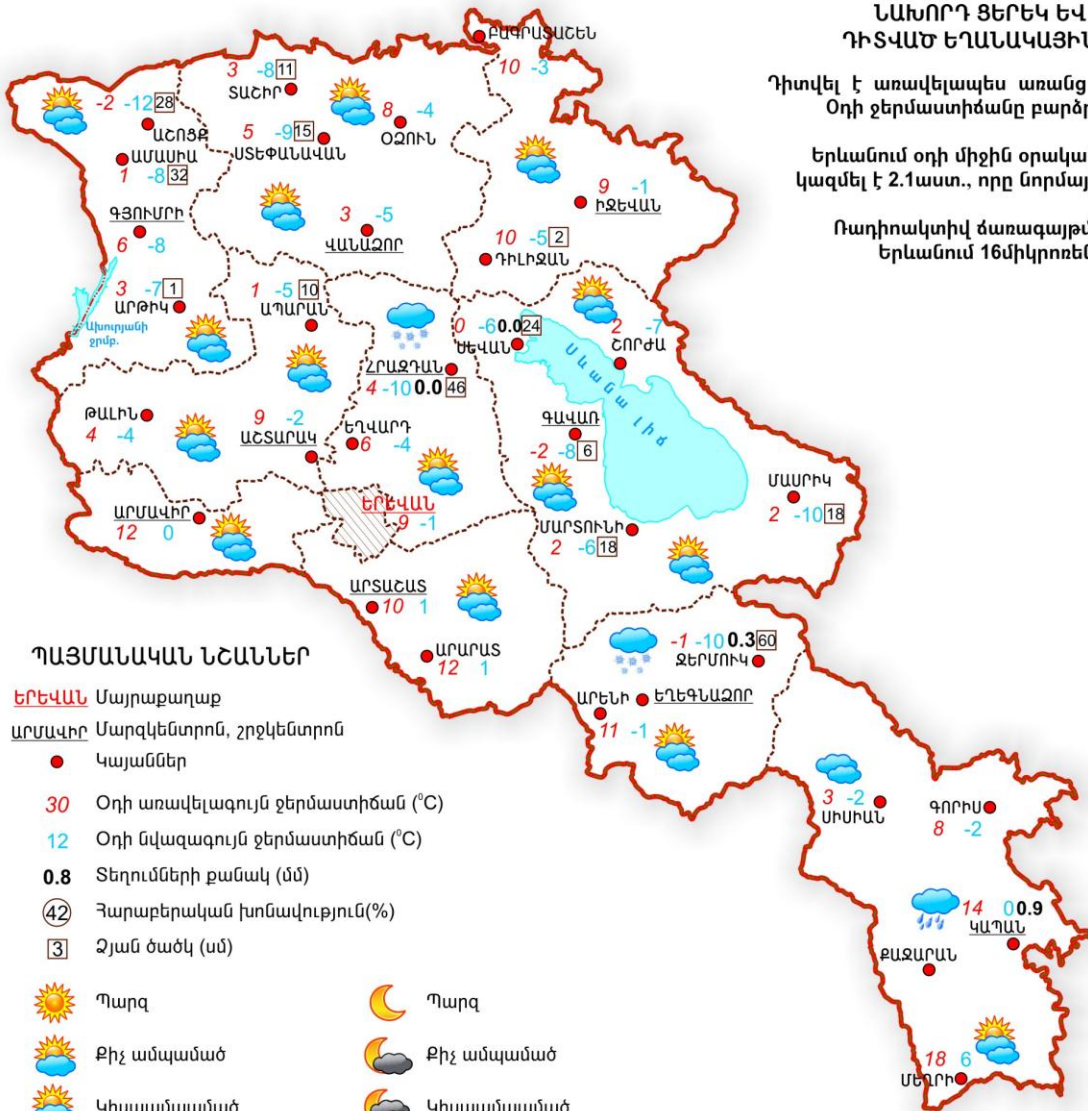 ՆԱԽՈՐԴ ՑԵՐԵԿ ԵՎ
ԴԻՏՎԱԾ ԵՂԱՆԱԿԱՅԻՆ
Դիտվել է առավելապես առանց
Օդի ջերմաստիճանը բարձր
Երևանում օդի միջին օրական
կազմել է 2.1աստ., որը նորմայ
Ռադիոակտիվ ճառագայթմ
Երևանում 16միկրոռեն
ԲԱԳՐԱՏԱՇԵՆ
10 -3
3 -8 11
ՏԱՇԻՐ
-2 -12 28
ԱՇՈՑՔ
8 -4
ՕՁՈՒՆ
5 -9 15
ՍՏԵՓԱՆԱՎԱՆ
ԱՄԱՍԻԱ
1 -8 32
9 -1
ԻՋԵՎԱՆ
ԳՅՈՒՄՐԻ
6 -8
3 -5
ՎԱՆԱՁՈՐ
10 -5 2
ԴԻԼԻՋԱՆ
3 -7 1
ԱՐԹԻԿ
1 -5 10
ԱՊԱՐԱՆ
Ախուրյանի
ջրմբ.
0 -6 0.0 24
ՍԵՎԱՆ
2 -7
ՇՈՐԺԱ
Սևանա լիճ
ՀՐԱԶԴԱՆ
4 -10 0.0 46
ԹԱԼԻՆ
4 -4
9 -2
ԱՇՏԱՐԱԿ
ԵՂՎԱՐԴ
6 -4
ԳԱՎԱՌ
-2 -8 6
ՄԱՍՐԻԿ
2 -10 18
ԱՐՄԱՎԻՐ
12 0
ԵՐԵՎԱՆ
9 -1
ՄԱՐՏՈՒՆԻ
2 -6 18
ԱՐՏԱՇԱՏ
10 1
ԱՐԱՐԱՏ
12 1
-1 -10 0.3 60
ՋԵՐՄՈՒԿ
ԱՐԵՆԻ
11 -1
ԵՂԵԳՆԱՁՈՐ
3 -2
ՍԻՍԻԱՆ
ԳՈՐԻՍ
8 -2
14 0 0.9
ԿԱՊԱՆ
ՔԱՋԱՐԱՆ
18 6
ՄԵՂՐԻ
ՊԱՅՄԱՆԱԿԱՆ ՆՇԱՆՆԵՐ
ԵՐԵՎԱՆ Մայրաքաղաք
ԱՐՄԱՎԻՐ Մարզկենտրոն, շրջկենտրոն
Կայաններ
30 Օդի առավելագույն ջերմաստիճան (⁰C)
12 Օդի նվազագույն ջերմաստիճան (⁰C)
0.8 Տեղումների քանակ (մմ)
42 Հարաբերական խոնավություն(%)
3 Ձյան ծածկ (սմ)
Պարզ Պարզ
Քիչ ամպամած Քիչ ամպամած